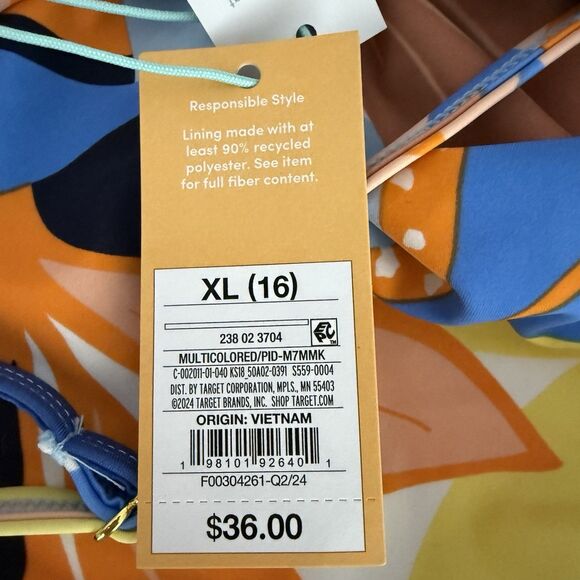 Responsible Style
Lining made with at
least 90% recycled
polyester. See item
for full fiber content.
XL (16)
238 02 3704
EPC™
MULTICOLORED/PID-M7MMK
C-002011-01-040 KS18_50A02-0391 S559-0004
DIST. BY TARGET CORPORATION, MPLS., MN 55403
©2024 TARGET BRANDS, INC. SHOP TARGET.COM
ORIGIN: VIETNAM
1 98101 92640 1
F00304261-Q2/24
$36.00